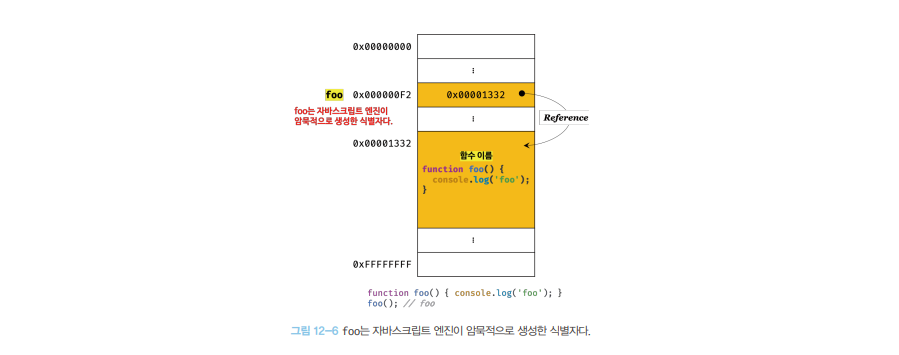 0x00000000
⋮
foo 0x000000F2 0x00001332
foo는 자바스크립트 엔진이
암묵적으로 생성한 식별자다.
⋮
Reference
0x00001332
함수 이름
function foo() {
console.log('foo');
}
⋮
0xFFFFFFFF
function foo() { console.log('foo'); }
foo(); // foo
그림 12-6 foo는 자바스크립트 엔진이 암묵적으로 생성한 식별자다.